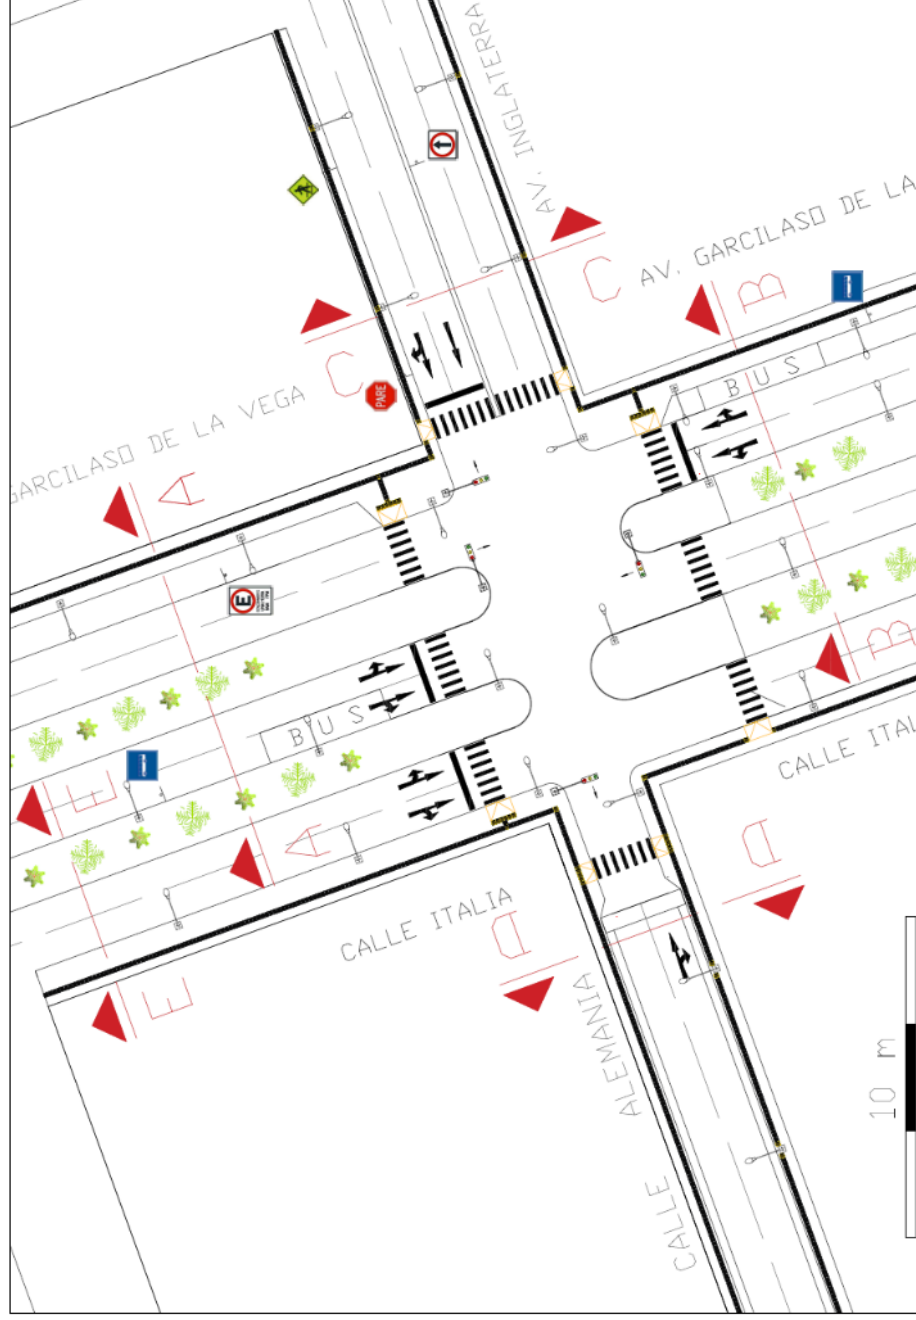 AV. INGLATERRA
AV. GARCILASO DE LA
GARCILASO DE LA VEGA
C
C
B
B
A
A
PARE
BUS
E
BUS
E
CALLE ITAL
CALLE ITALIA
D
D
E
CALLE ALEMANIA
10 m